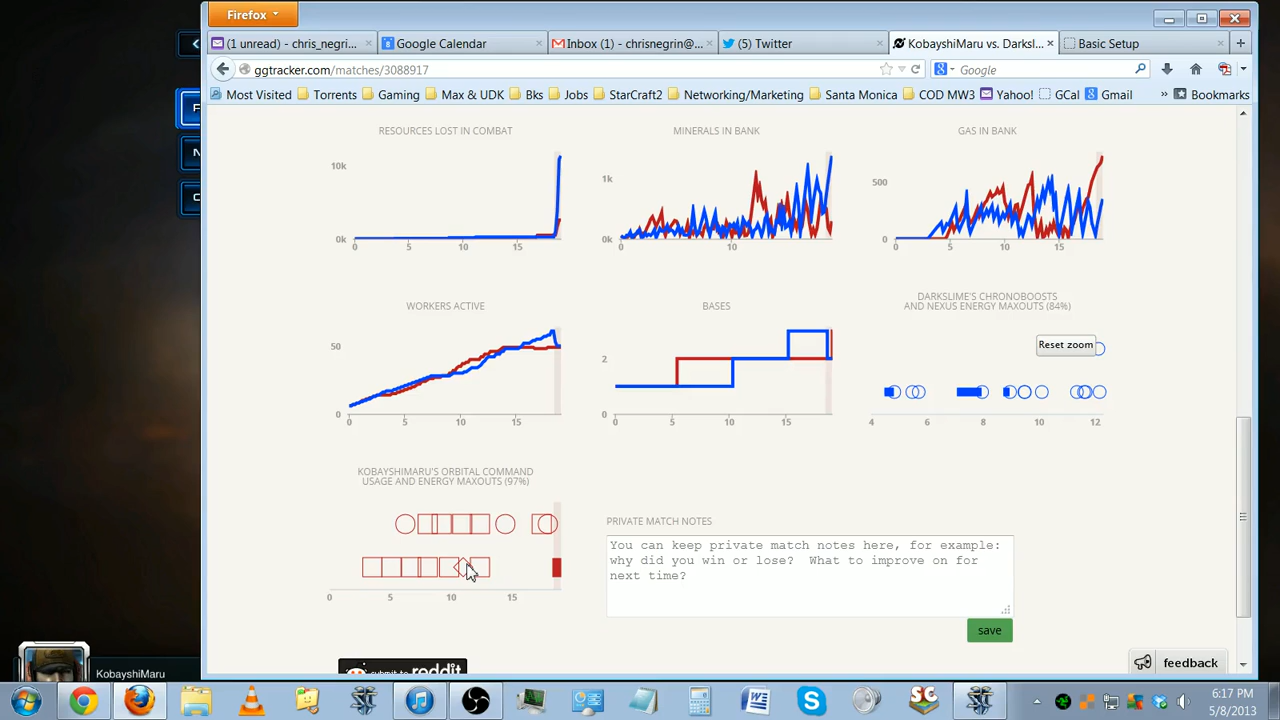 Firefox
(1 unread) - chris_negri...
Google Calendar
Inbox (1) - chrisnegrin@...
(5) Twitter
KobayshiMaru vs. Darksl...
Basic Setup
ggtracker.com/matches/3088917
Google
Most Visited
Torrents
Gaming
Max & UDK
Bks
Jobs
StarCraft2
Networking/Marketing
Santa Monica
COD MW3
Yahoo!
GCal
Gmail
Bookmarks
RESOURCES LOST IN COMBAT
MINERALS IN BANK
GAS IN BANK
10k
0k
0 5 10 15
1k
0k
0 10
500
0
0 5 10 15
WORKERS ACTIVE
BASES
DARKSLIME'S CHRONOBOOSTS
AND NEXUS ENERGY MAXOUTS (84%)
Reset zoom
50
0
0 5 10 15
2
0
0 5 10 15
4 6 8 10 12
KOBAYSHIMARU'S ORBITAL COMMAND
USAGE AND ENERGY MAXOUTS (97%)
0 5 10 15
PRIVATE MATCH NOTES
You can keep private match notes here, for example:
why did you win or lose? What to improve on for
next time?
save
submit to reddit
feedback
KobayshiMaru
6:17 PM
5/8/2013